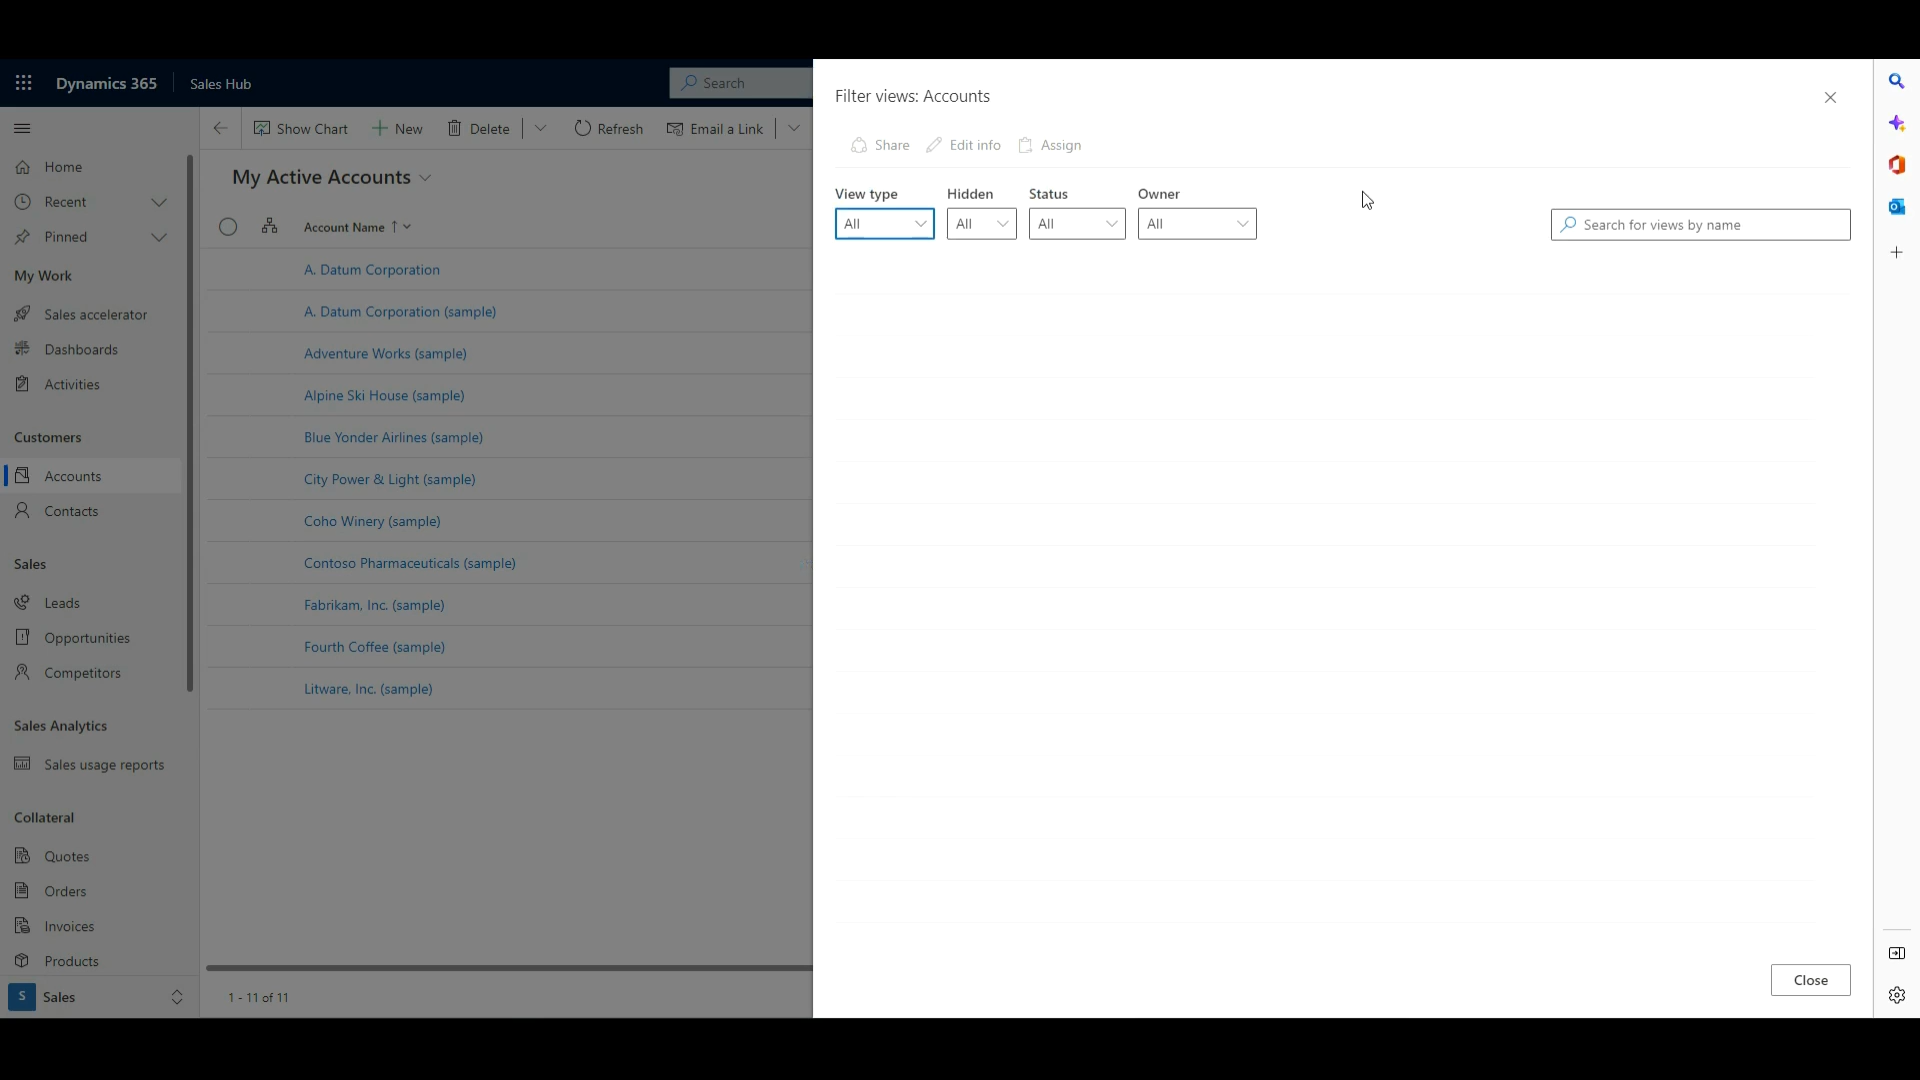 Dynamics 365
Sales Hub
Search
Home
Recent
Pinned
My Work
Sales accelerator
Dashboards
Activities
Customers
Accounts
Contacts
Sales
Leads
Opportunities
Competitors
Sales Analytics
Sales usage reports
Collateral
Quotes
Orders
Invoices
Products
S Sales
Show Chart New Delete Refresh Email a Link
My Active Accounts
Account Name
A. Datum Corporation
A. Datum Corporation (sample)
Adventure Works (sample)
Alpine Ski House (sample)
Blue Yonder Airlines (sample)
City Power & Light (sample)
Coho Winery (sample)
Contoso Pharmaceuticals (sample)
Fabrikam, Inc. (sample)
Fourth Coffee (sample)
Litware, Inc. (sample)
1 - 11 of 11
Filter views: Accounts
Share Edit info Assign
View type Hidden Status Owner
All All All All
Search for views by name
Close